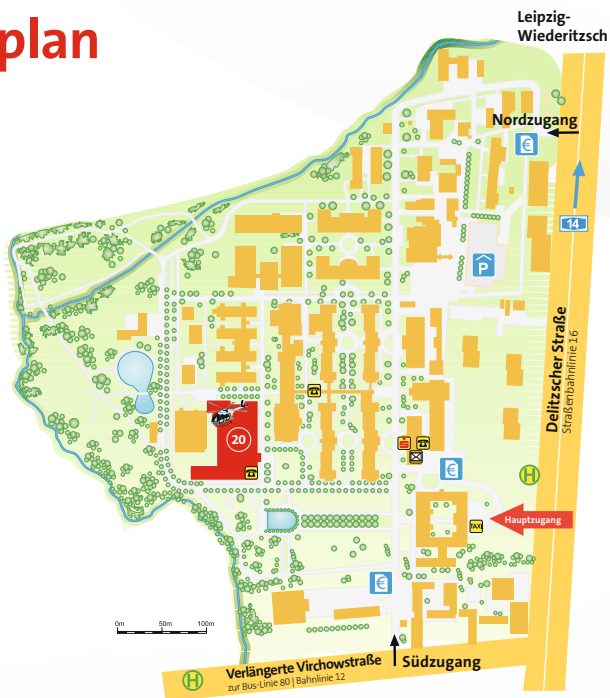 plan
Leipzig-
Wiederitzsch
Nordzugang
€
14
P
Delitzscher Straße
Straßenbahnlinie 16
20
€
H
Hauptzugang
TAXI
€
0m 50m 100m
Südzugang
H
Verlängerte Virchowstraße
zur Bus-Linie 80 | Bahnlinie 12